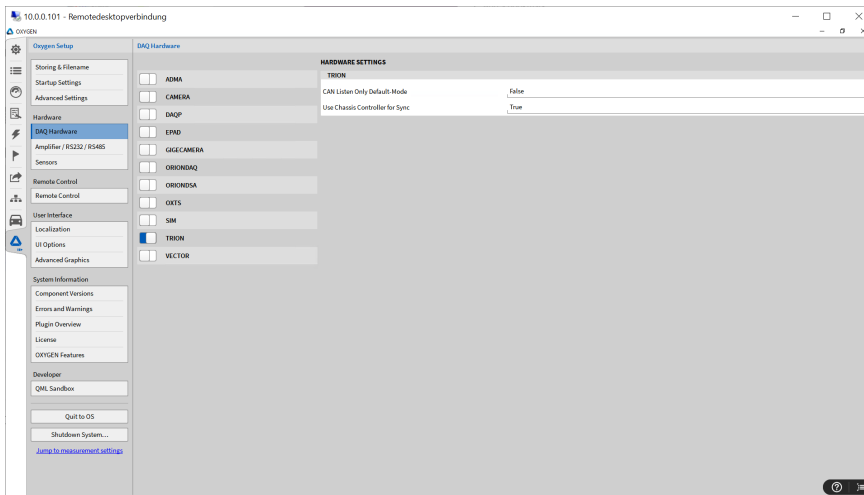 10.0.0.101 - Remotedesktopverbindung
OXYGEN
Oxygen Setup
Storing & Filename
Startup Settings
Advanced Settings
Hardware
DAQ Hardware
Amplifier / RS232 / RS485
Sensors
Remote Control
Remote Control
User Interface
Localization
UI Options
Advanced Graphics
System Information
Component Versions
Errors and Warnings
Plugin Overview
License
OXYGEN Features
Developer
QML Sandbox
Quit to OS
Shutdown System...
Jump to measurement settings
DAQ Hardware
ADMA
CAMERA
DAQP
EPAD
GIGECAMERA
ORIONDAQ
ORIONDSA
OXTS
SIM
TRION
VECTOR
HARDWARE SETTINGS
TRION
CAN Listen Only Default-Mode False
Use Chassis Controller for Sync True